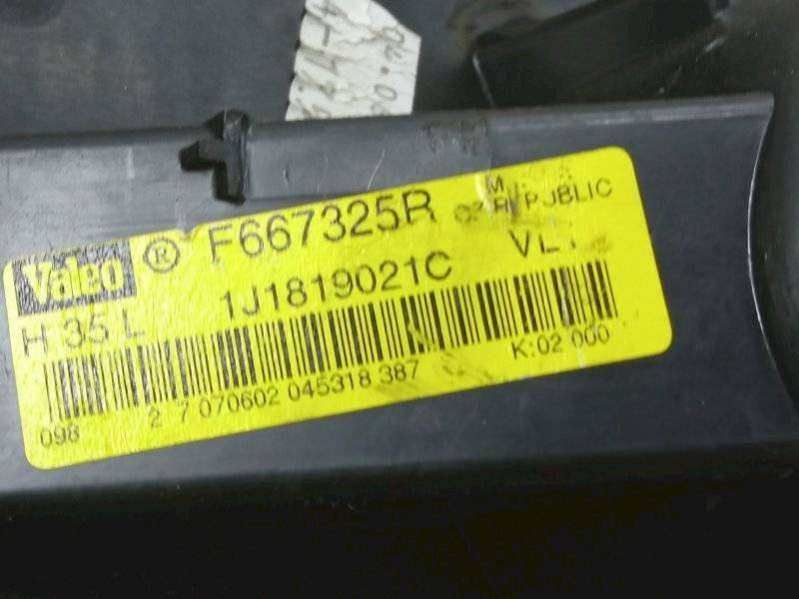 Valeo ® F667325R
REPUBLIC
1J1819021C
H 35 L
K:02 000
098 2 7 070602 045318 387